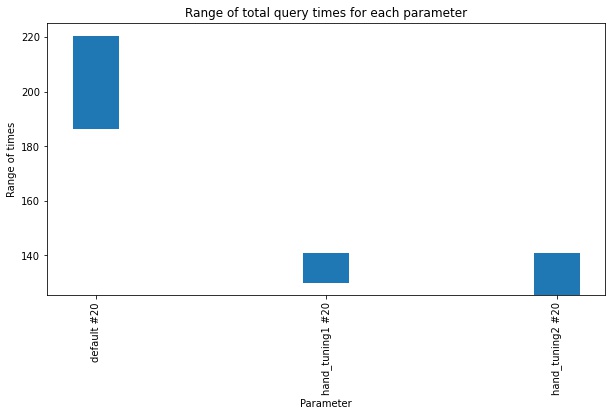 Range of total query times for each parameter
220
200
180
160
140
Range of times
default #20
hand_tuning1 #20
hand_tuning2 #20
Parameter